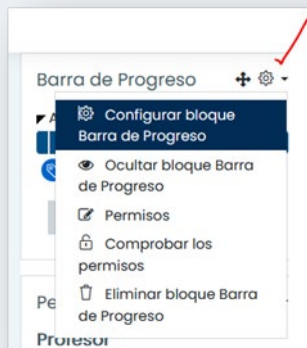 Barra de Progreso
Configurar bloque
Barra de Progreso
Ocultar bloque Barra
de Progreso
Permisos
Comprobar los
permisos
Eliminar bloque Barra
de Progreso
Profesor